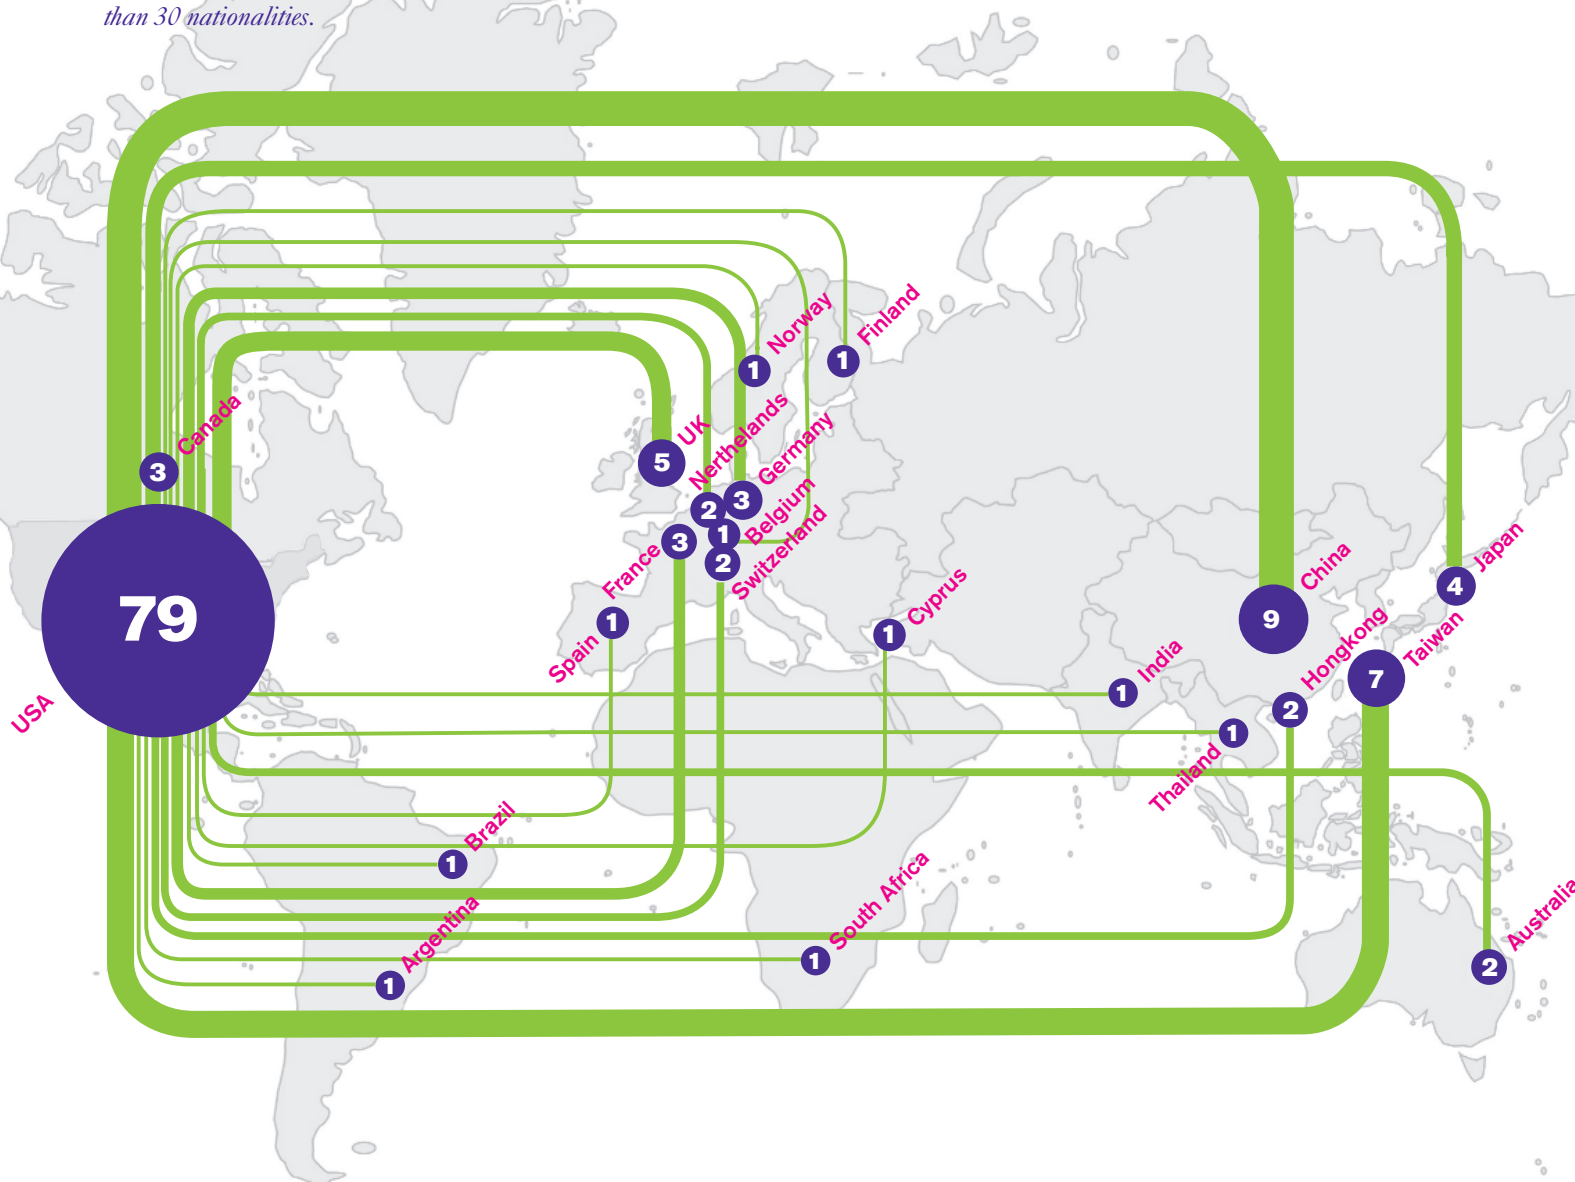 than 30 nationalities.
Norway
1
Finland
1
Canada
3
UK
5
Nerthelands
2
Germany
3
Belgium
1
Switzerland
2
France
3
Spain
1
Cyprus
1
China
9
Japan
4
Hongkong
2
Taiwan
7
India
1
Thailand
1
79
USA
Brazil
1
Argentina
1
South Africa
1
Australia
2